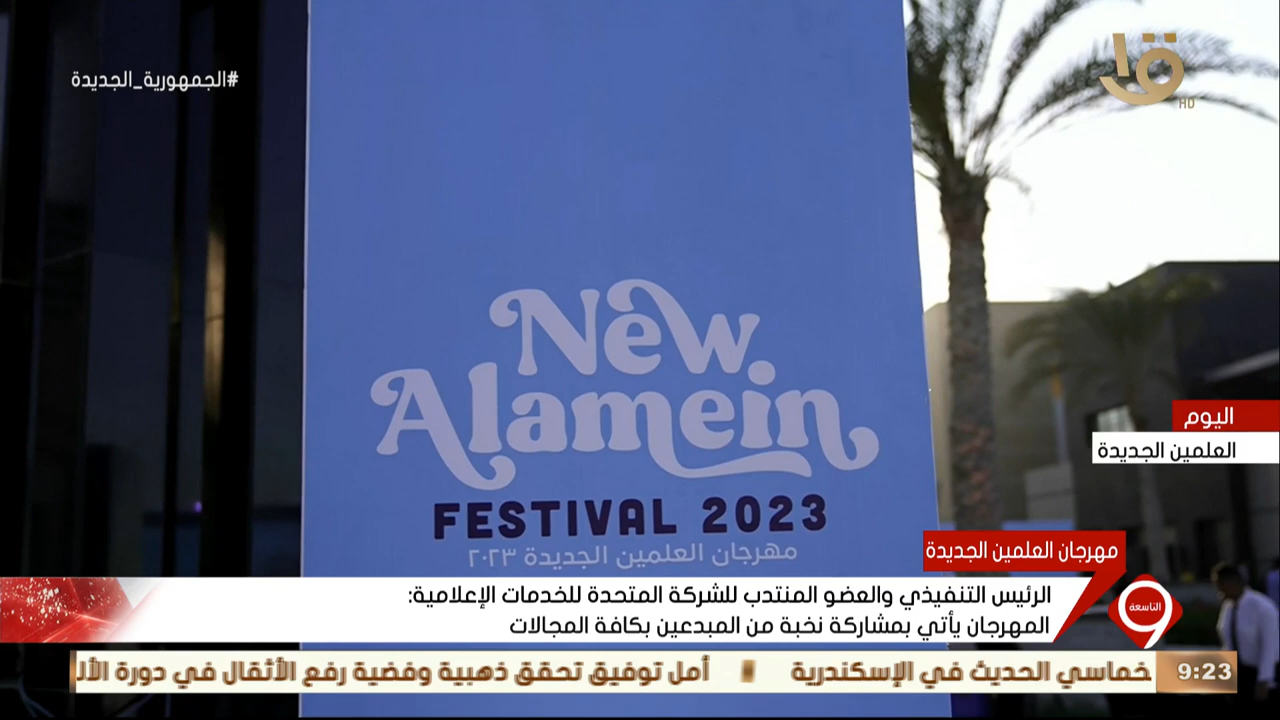 #الجمهورية_الجديدة
HD
New
Alamein
FESTIVAL 2023
مهرجان العلمين الجديدة ٢٠٢٣
اليوم
العلمين الجديدة
مهرجان العلمين الجديدة
الرئيس التنفيذي والعضو المنتدب للشركة المتحدة للخدمات الإعلامية:
المهرجان يأتي بمشاركة نخبة من المبدعين بكافة المجالات
التاسعة
9:23
خماسي الحديث في الإسكندرية
أمل توفيق تحقق ذهبية وفضية رفع الأثقال في دورة الأل